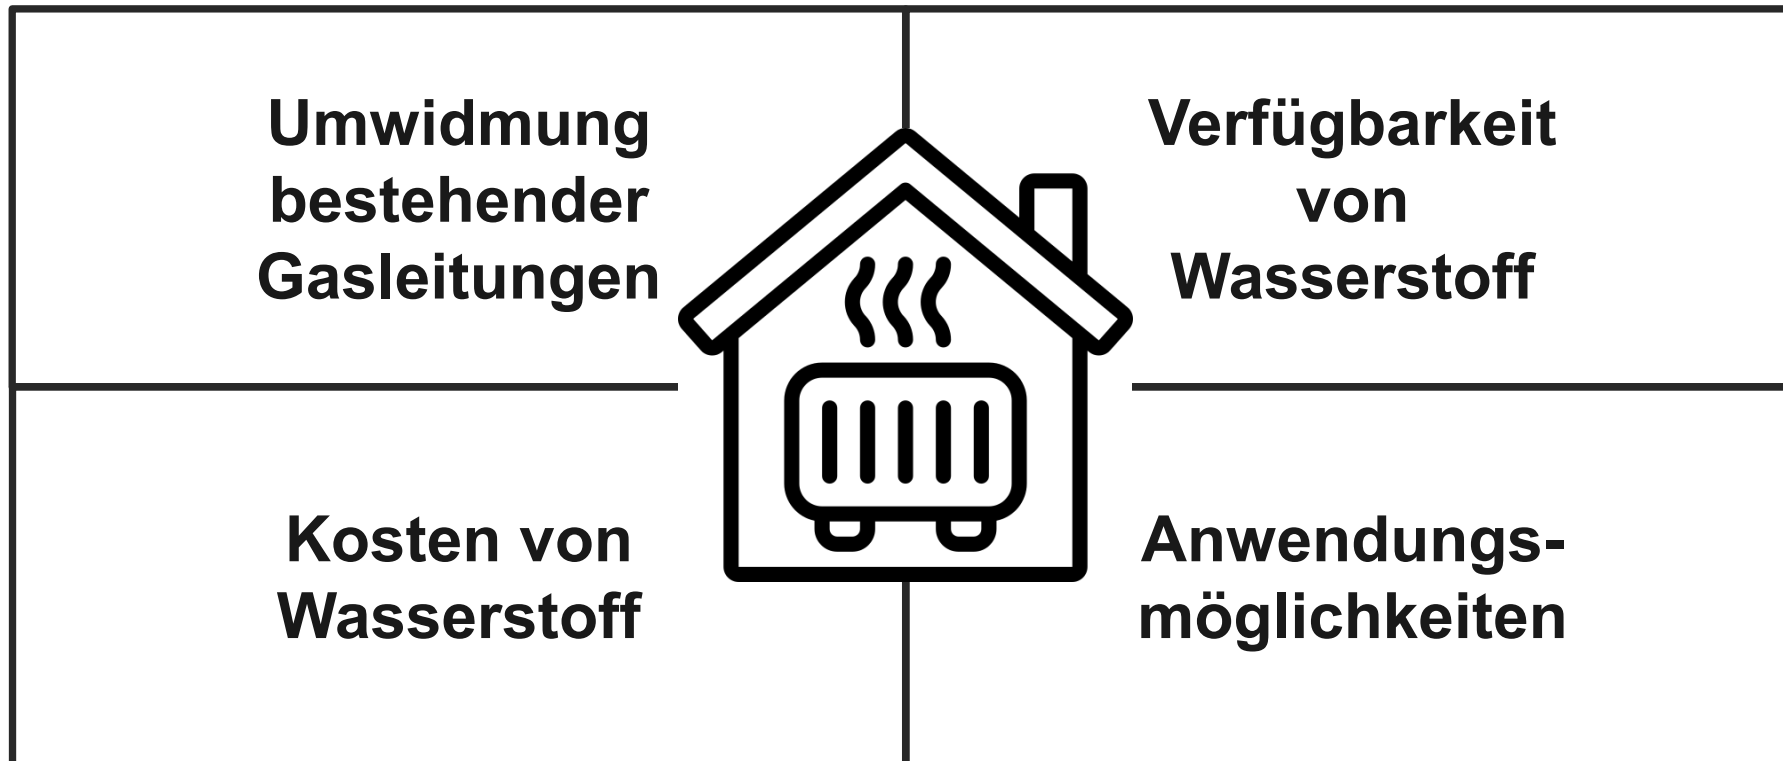 Umwidmung
bestehender
Gasleitungen
Verfügbarkeit
von
Wasserstoff
Kosten von
Wasserstoff
Anwendungs-
möglichkeiten